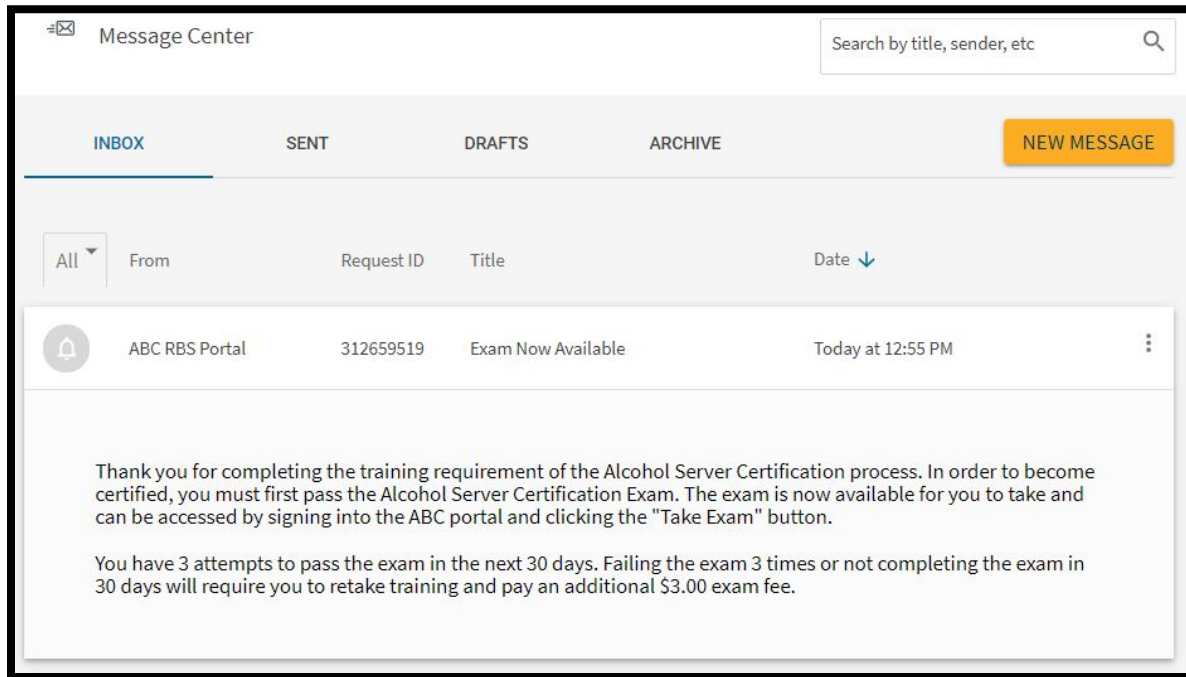 Message Center
Search by title, sender, etc
INBOX SENT DRAFTS ARCHIVE NEW MESSAGE
All From Request ID Title Date
ABC RBS Portal 312659519 Exam Now Available Today at 12:55 PM
Thank you for completing the training requirement of the Alcohol Server Certification process. In order to become
certified, you must first pass the Alcohol Server Certification Exam. The exam is now available for you to take and
can be accessed by signing into the ABC portal and clicking the "Take Exam" button.
You have 3 attempts to pass the exam in the next 30 days. Failing the exam 3 times or not completing the exam in
30 days will require you to retake training and pay an additional $3.00 exam fee.